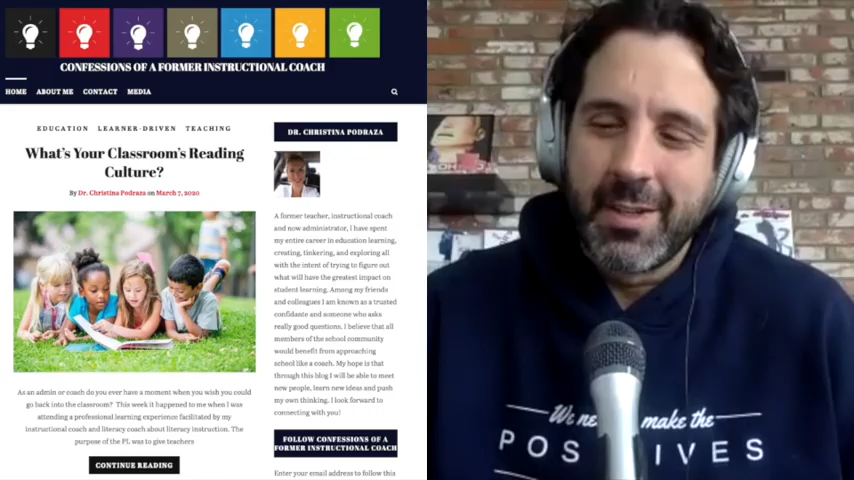 CONFESSIONS OF A FORMER INSTRUCTIONAL COACH
HOME ABOUT ME CONTACT MEDIA
EDUCATION LEARNER-DRIVEN TEACHING
What's Your Classroom's Reading
Culture?
By Dr. Christina Podraza on March 7, 2020
As an admin or coach do you ever have a moment when you wish you could
go back into the classroom? This week it happened to me when I was
attending a professional learning experience facilitated by my
instructional coach and literacy coach about literacy instruction. The
purpose of the PL was to give teachers
CONTINUE READING
DR. CHRISTINA PODRAZA
A former teacher, instructional coach
and now administrator, I have spent
my entire career in education learning,
creating, tinkering, and exploring all
with the intent of trying to figure out
what will have the greatest impact on
student learning. Among my friends
and colleagues I am known as a trusted
confidante and someone who asks
really good questions. I believe that all
members of the school community
would benefit from approaching
school like a coach. My hope is that
through this blog I will be able to meet
new people, learn new ideas and push
my own thinking. I look forward to
connecting with you!
FOLLOW CONFESSIONS OF A
FORMER INSTRUCTIONAL COACH
Enter your email address to follow this
We make the